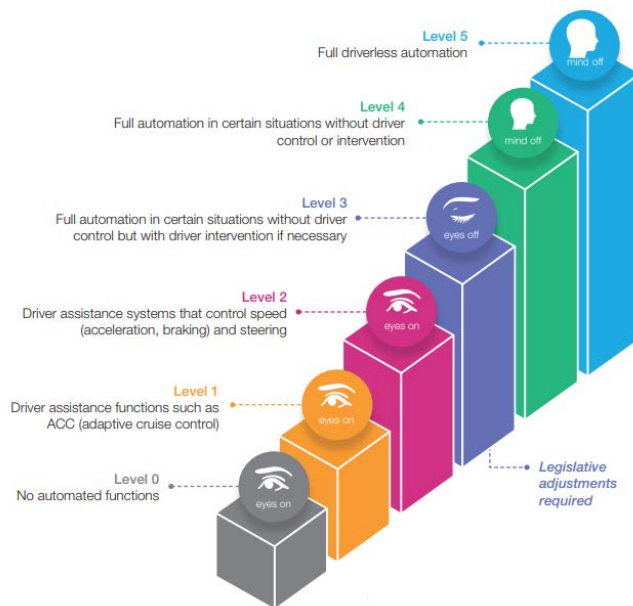 Level 5
Full driverless automation
mind off
Level 4
Full automation in certain situations without driver
control or intervention
mind off
Level 3
Full automation in certain situations without driver
control but with driver intervention if necessary
eyes off
Level 2
Driver assistance systems that control speed
(acceleration, braking) and steering
eyes on
Level 1
Driver assistance functions such as
ACC (adaptive cruise control)
eyes on
Level 0
No automated functions
eyes on
Legislative
adjustments
required